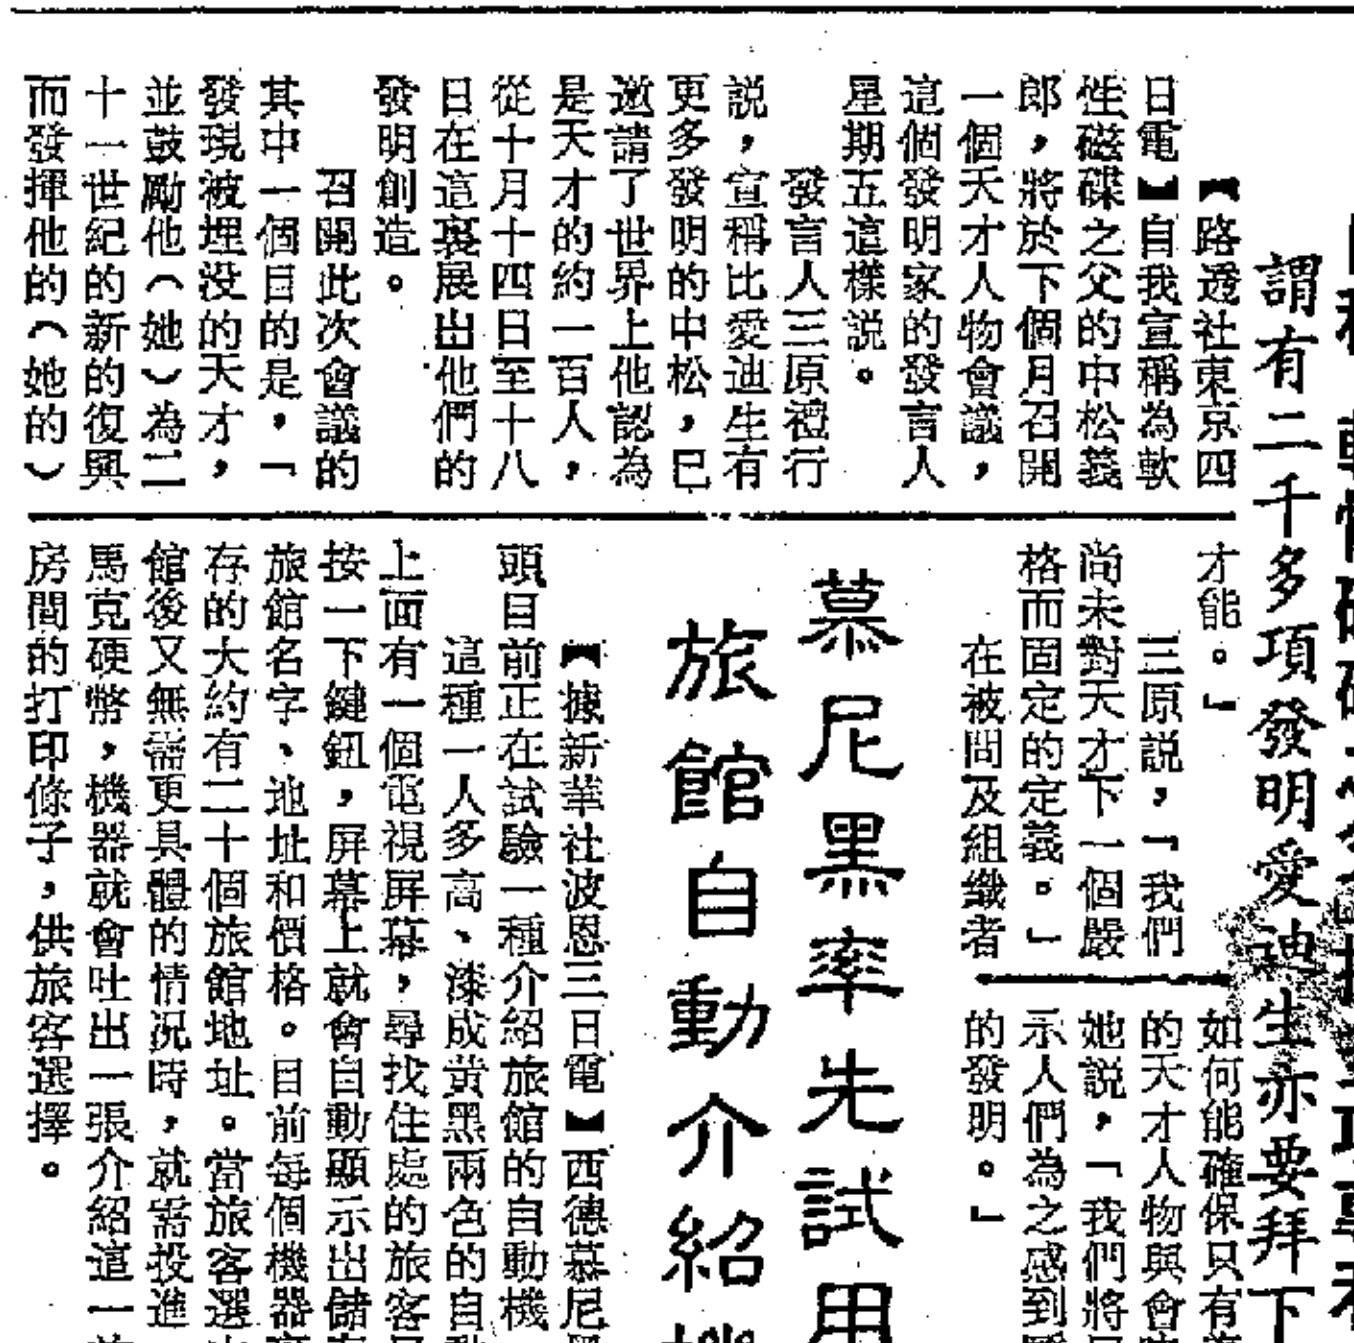 謂有二千多項發明愛迪生亦要拜下
【路透社東京四
日電】自我宣稱為軟
性磁碟之父的中松義
郎，將於下個月召開
一個天才人物會議，
這個發明家的發言人
星期五這樣説。
發言人三原禮行
説，宣稱比愛迪生有
更多發明的中松，已
邀請了世界上他認為
是天才的約一百人，
從十月十四日至十八
日在這裏展出他們的
發明創造。
召開此次會議的
其中一個目的是，「
發現被埋没的天才，
並鼓勵他（她）為二
十一世紀的新的復興
而發揮他的（她的）
才能。」
三原説，「我們
尚未對天才下一個嚴
格而固定的定義。」
在被問及組織者
如何能確保只有
的天才人物與會
她説，「我們將
示人們為之感到
的發明。」
慕尼黑率先試用
旅館自動介紹機
【據新華社波恩三日電】西德慕尼黑
頭目前正在試驗一種介紹旅館的自動機
這種一人多高、漆成黄黑兩色的自動
上面有一個電視屏幕，尋找住處的旅客
按一下鍵鈕，屏幕上就會自動顯示出儲存
旅館名字、地址和價格。目前每個機器
存的大約有二十個旅館地址。當旅客選
館後又無需更具體的情况時，就需投進
馬克硬幣，機器就會吐出一張介紹這一
房間的打印條子，供旅客選擇。